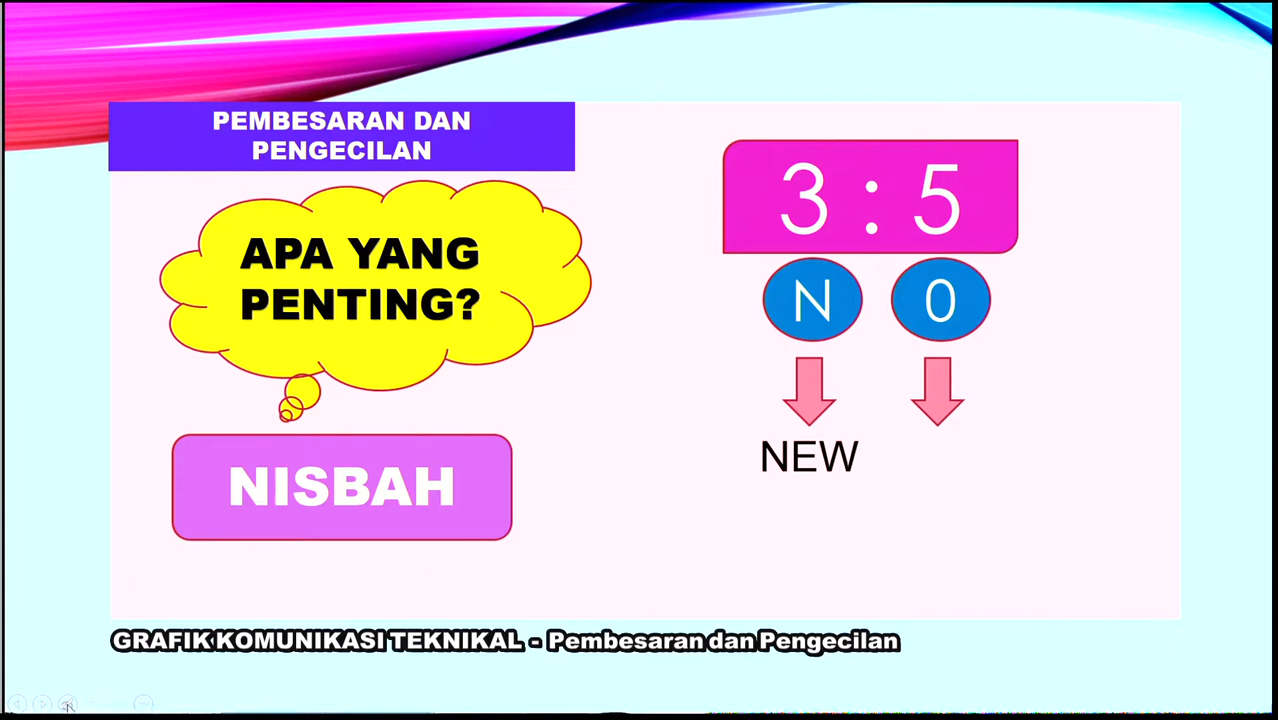 PEMBESARAN DAN
PENGECILAN
APA YANG
PENTING?
NISBAH
3 : 5
N 0
NEW
GRAFIK KOMUNIKASI TEKNIKAL - Pembesaran dan Pengecilan